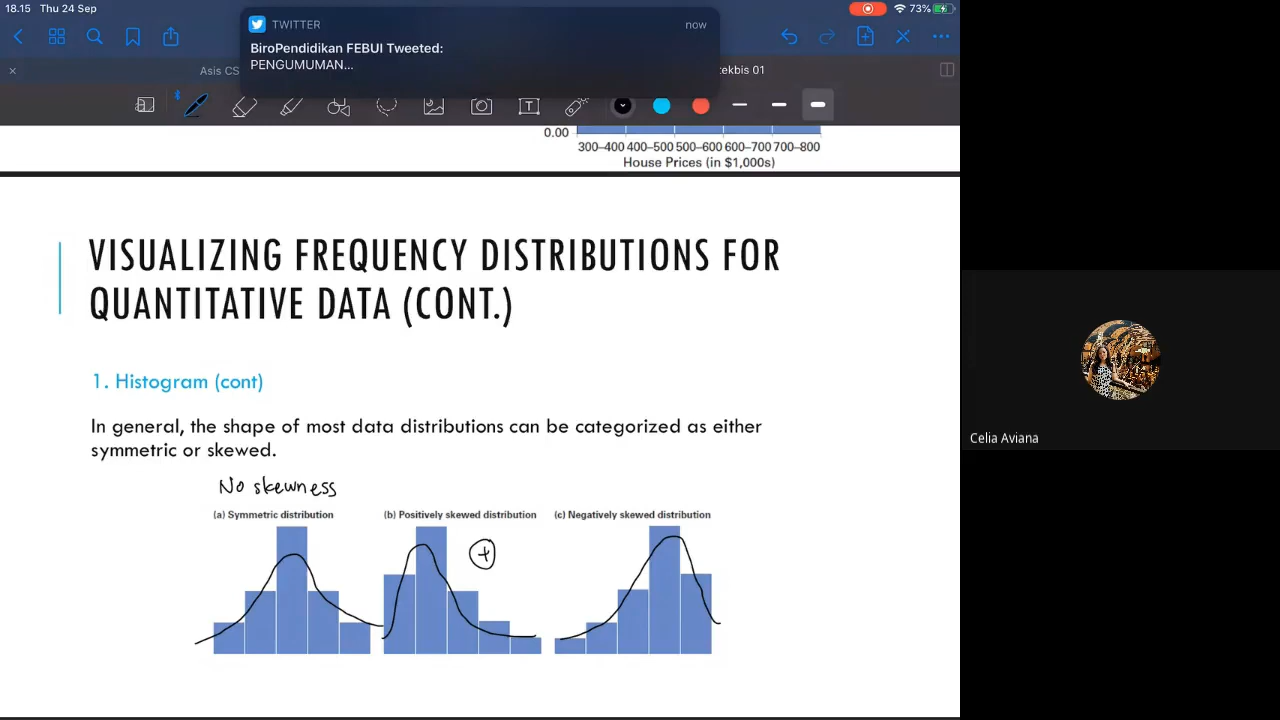 18.15 Thu 24 Sep
73%
TWITTER
now
BiroPendidikan FEBUI Tweeted:
PENGUMUMAN...
Asis CS
tekbis 01
T
0.00
300–400 400–500 500–600 600–700 700–800
House Prices (in $1,000s)
VISUALIZING FREQUENCY DISTRIBUTIONS FOR
QUANTITATIVE DATA (CONT.)
1. Histogram (cont)
In general, the shape of most data distributions can be categorized as either
symmetric or skewed.
No skewness
(a) Symmetric distribution
(b) Positively skewed distribution
(c) Negatively skewed distribution
+
Celia Aviana